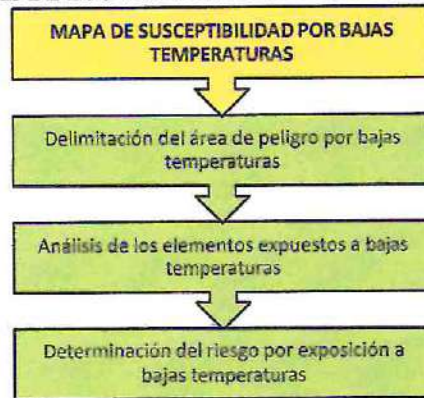 MAPA DE SUSCEPTIBILIDAD POR BAJAS
TEMPERATURAS
Delimitación del área de peligro por bajas
temperaturas
Análisis de los elementos expuestos a bajas
temperaturas
Determinación del riesgo por exposición a
bajas temperaturas